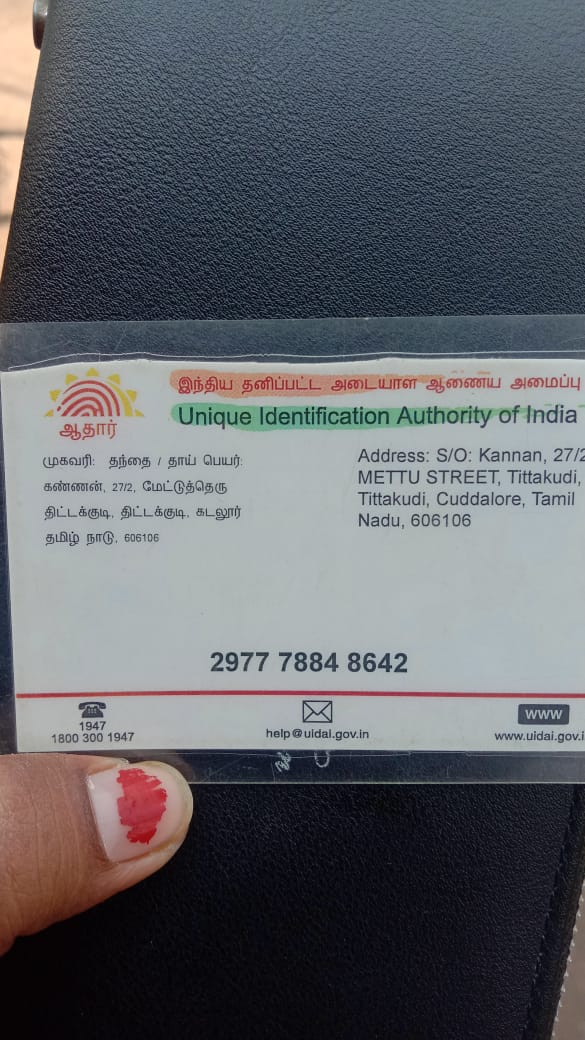 இந்திய தனிப்பட்ட அடையாள ஆணைய அமைப்பு
Unique Identification Authority of India
ஆதார்
முகவரி: தந்தை / தாய் பெயர்:
கண்ணன், 27/2, மேட்டுத்தெரு
திட்டக்குடி, திட்டக்குடி, கடலூர்
தமிழ் நாடு, 606106
Address: S/O: Kannan, 27/2
METTU STREET, Tittakudi,
Tittakudi, Cuddalore, Tamil
Nadu, 606106
2977 7884 8642
1947
1800 300 1947
help@uidai.gov.in
www
www.uidai.gov.i